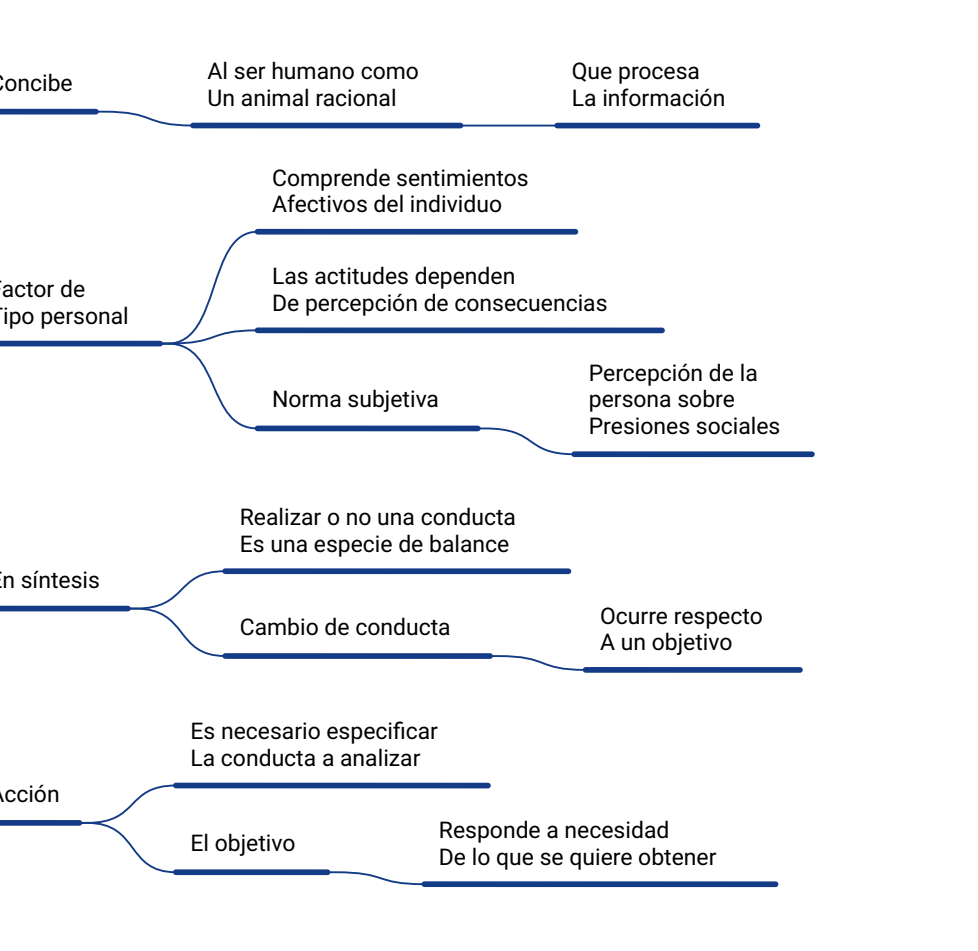 Concibe
Al ser humano como
Un animal racional
Que procesa
La información
Factor de
Tipo personal
Comprende sentimientos
Afectivos del individuo
Las actitudes dependen
De percepción de consecuencias
Norma subjetiva
Percepción de la
persona sobre
Presiones sociales
En síntesis
Realizar o no una conducta
Es una especie de balance
Cambio de conducta
Ocurre respecto
A un objetivo
Acción
Es necesario especificar
La conducta a analizar
El objetivo
Responde a necesidad
De lo que se quiere obtener